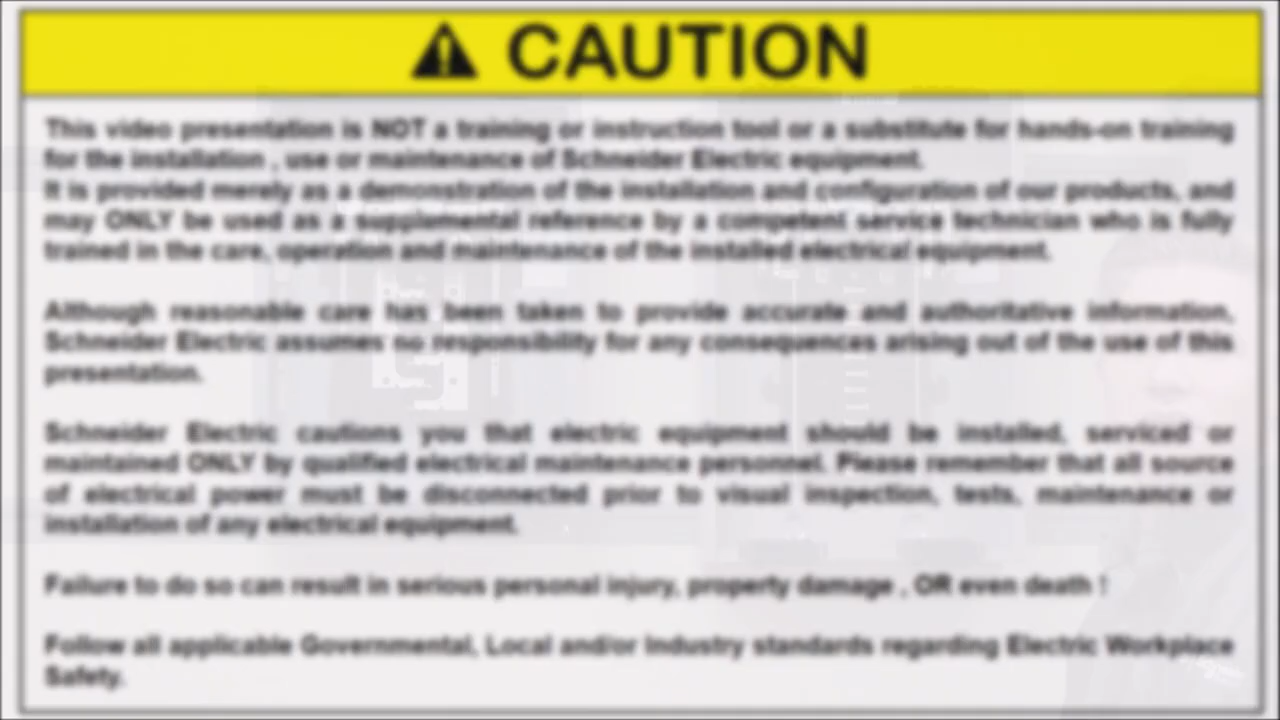 CAUTION
This video presentation is NOT a training or instruction tool or a substitute for hands-on training
for the installation , use or maintenance of Schneider Electric equipment.
It is provided merely as a demonstration of the installation and configuration of our products, and
may ONLY be used as a supplemental reference by a competent service technician who is fully
trained in the care, operation and maintenance of the installed electrical equipment.
Although reasonable care has been taken to provide accurate and authoritative information,
Schneider Electric assumes no responsibility for any consequences arising out of the use of this
presentation.
Schneider Electric cautions you that electric equipment should be installed, serviced or
maintained ONLY by qualified electrical maintenance personnel. Please remember that all source
of electrical power must be disconnected prior to visual inspection, tests, maintenance or
installation of any electrical equipment.
Failure to do so can result in serious personal injury, property damage , OR even death !
Follow all applicable Governmental, Local and/or Industry standards regarding Electric Workplace
Safety.